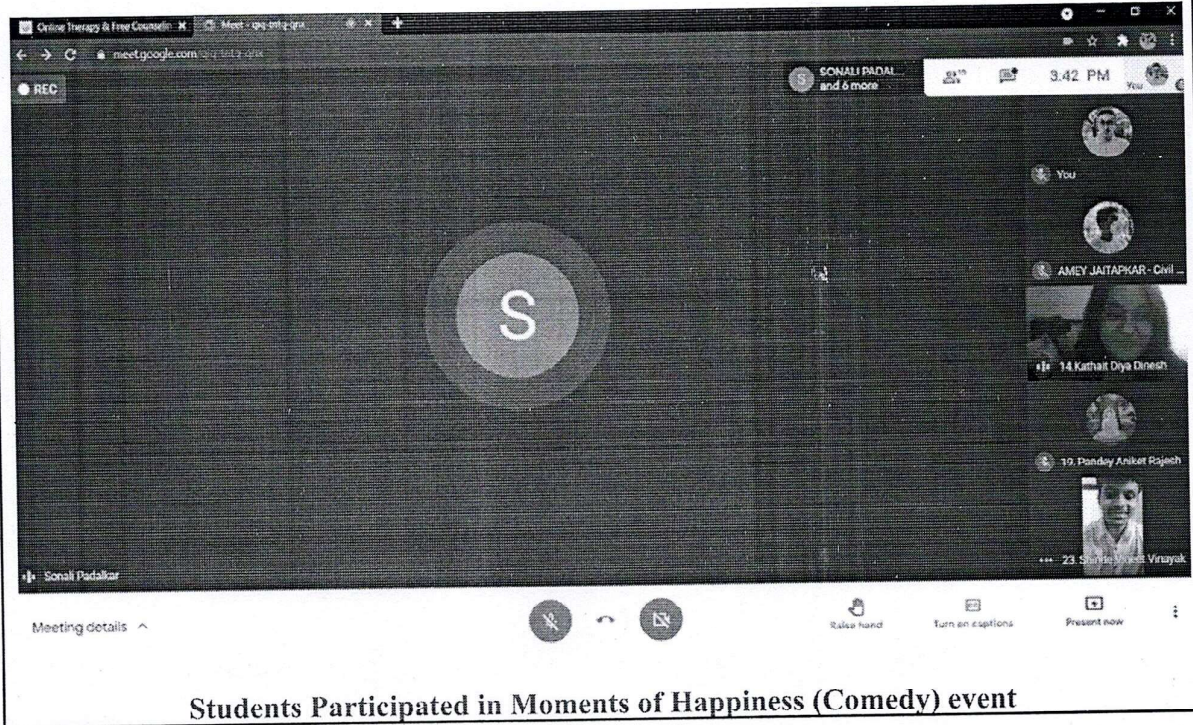 Online Therapy & Free Counselin
Meet -
meet.google.com
REC
SONALI PADAL...
and 6 more
3:42 PM
You
You
AMEY JAITAPKAR - Civil ...
S
14.Kathait Diya Dinesh
19. Pandey Aniket Rajesh
23. Vinayak
Sonali Padalkar
Meeting details
Raise hand
Turn on captions
Present now
Students Participated in Moments of Happiness (Comedy) event